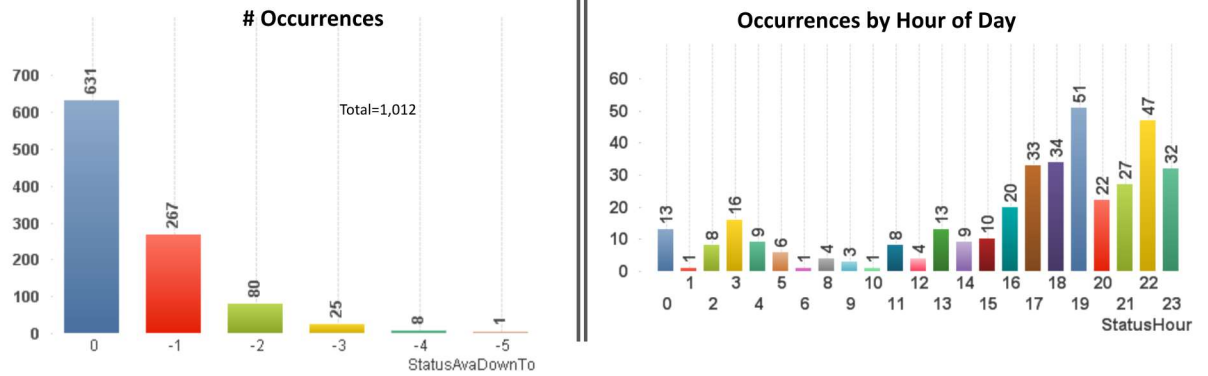 # Occurrences
700
600
500
400
300
200
100
0
631
267
80
25
8
1
Total=1,012
0 -1 -2 -3 -4 -5
StatusAvaDownTo
Occurrences by Hour of Day
60
50
40
30
20
10
0
13 1 8 16 9 6 1 4 3 1 8 4 13 9 10 20 33 34 51 22 27 47 32
1 3 5 8 10 12 14 16 18 20 22
0 2 4 6 9 11 13 15 17 19 21 23
StatusHour